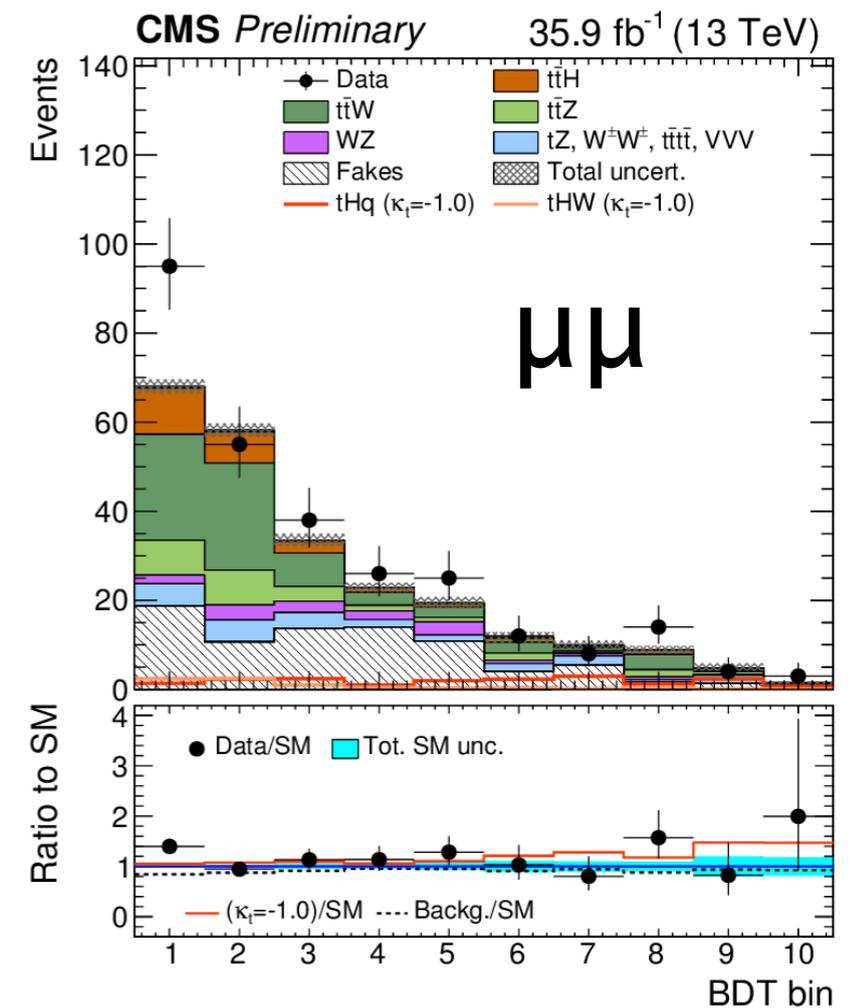 CMS Preliminary 35.9 fb⁻¹ (13 TeV)
Events
140
120
100
80
60
40
20
0
Data tt̄H
tt̄W tt̄Z
WZ tZ, W±W±, tt̄tt̄, VVV
Fakes Total uncert.
tHq (κt=-1.0) tHW (κt=-1.0)
μμ
Ratio to SM
4
3
2
1
0
Data/SM Tot. SM unc.
(κt=-1.0)/SM Backg./SM
1 2 3 4 5 6 7 8 9 10
BDT bin